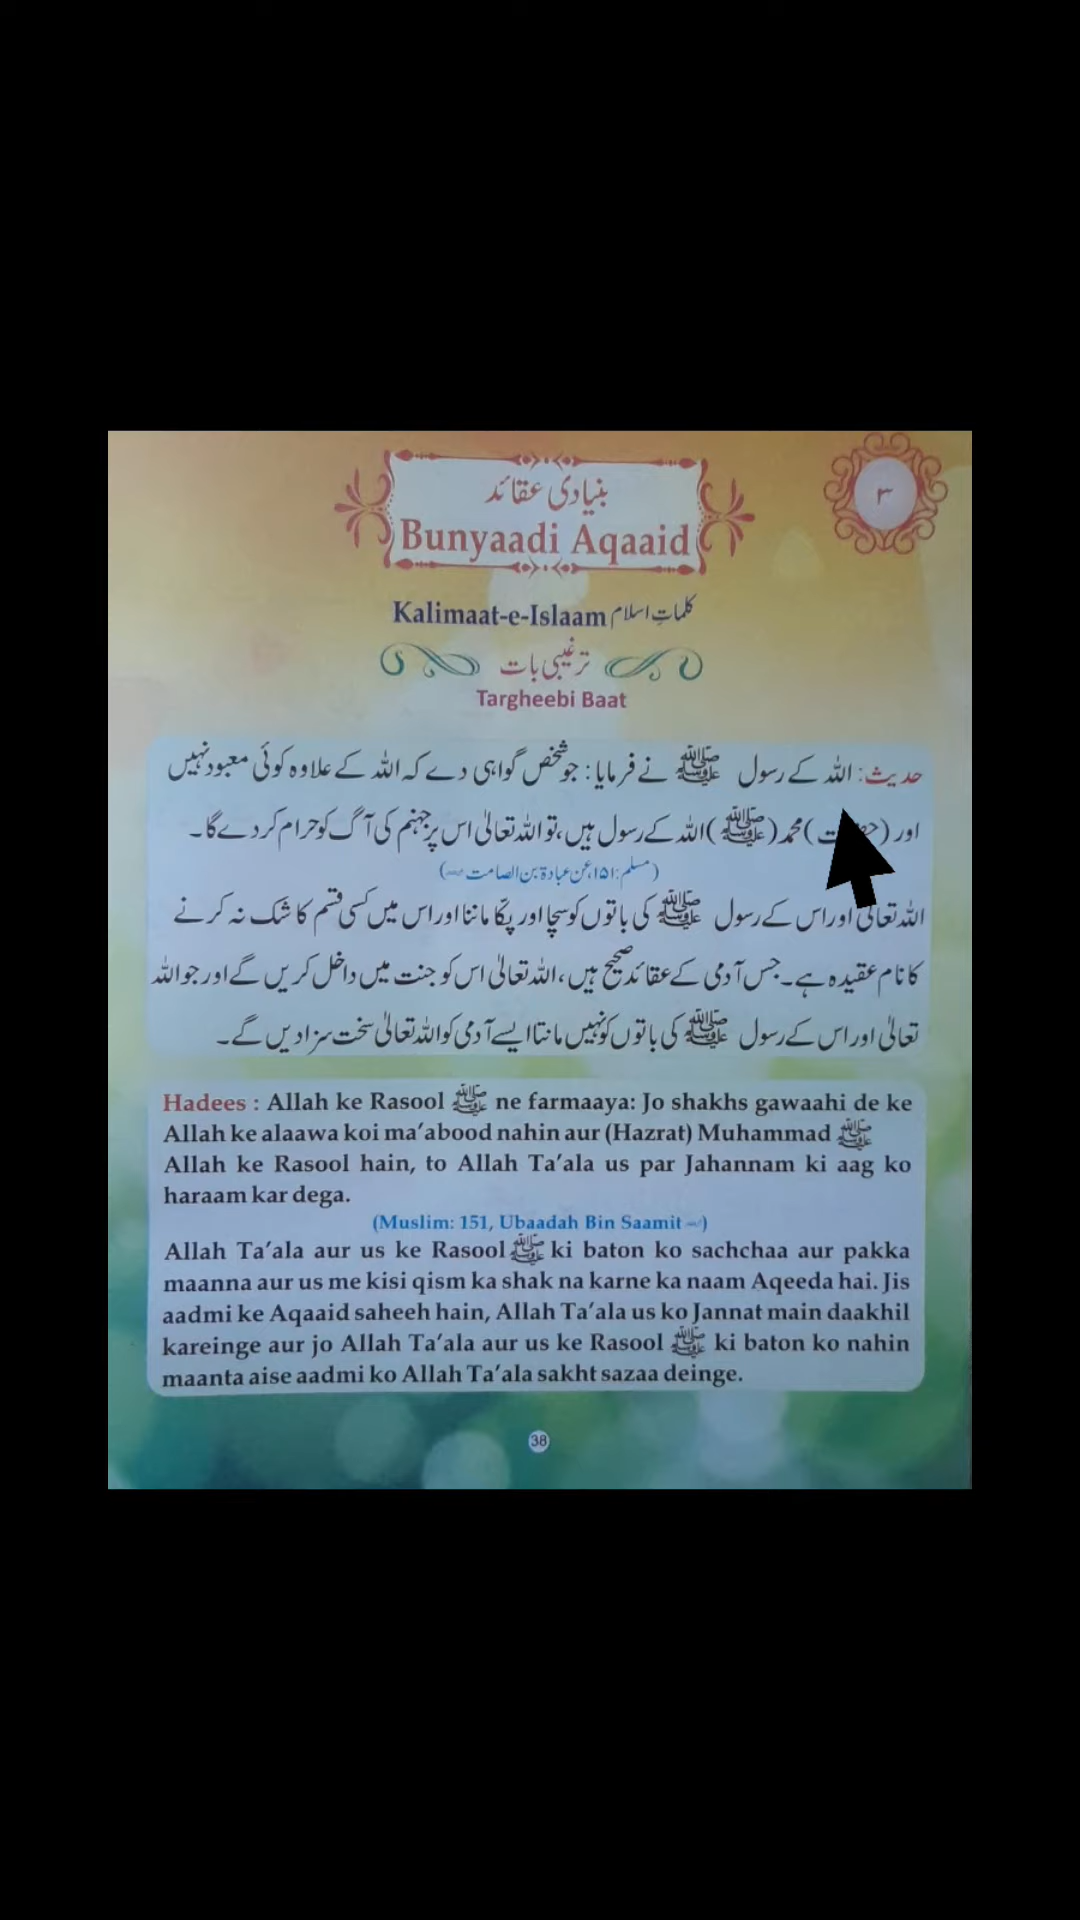 بنیادی عقائد
۳
Bunyaadi Aqaaid
Kalimaat-e-Islaam کلماتِ اسلام
ترغیبی بات
Targheebi Baat
حدیث: اللہ کے رسول ﷺ نے فرمایا: جو شخص گواہی دے کہ اللہ کے علاوہ کوئی معبود نہیں
اور ( ) محمد (ﷺ) اللہ کے رسول ہیں، تو اللہ تعالیٰ اس پر جہنم کی آگ کو حرام کر دے گا۔
(مسلم: ۱۵۱، عن عبادۃ بن الصامت)
اللہ تعالیٰ اور اس کے رسول ﷺ کی باتوں کو سچا اور پکّا ماننا اور اس میں کسی قسم کا شک نہ کرنے
کا نام عقیدہ ہے۔ جس آدمی کے عقائد صحیح ہیں، اللہ تعالیٰ اس کو جنت میں داخل کریں گے اور جو اللہ
تعالیٰ اور اس کے رسول ﷺ کی باتوں کو نہیں مانتا ایسے آدمی کو اللہ تعالیٰ سخت سزا دیں گے۔
Hadees : Allah ke Rasool ﷺ ne farmaaya: Jo shakhs gawaahi de ke
Allah ke alaawa koi ma’abood nahin aur (Hazrat) Muhammad ﷺ
Allah ke Rasool hain, to Allah Ta’ala us par Jahannam ki aag ko
haraam kar dega.
(Muslim: 151, Ubaadah Bin Saamit)
Allah Ta’ala aur us ke Rasool ﷺ ki baton ko sachchaa aur pakka
maanna aur us me kisi qism ka shak na karne ka naam Aqeeda hai. Jis
aadmi ke Aqaaid saheeh hain, Allah Ta’ala us ko Jannat main daakhil
kareinge aur jo Allah Ta’ala aur us ke Rasool ﷺ ki baton ko nahin
maanta aise aadmi ko Allah Ta’ala sakht sazaa deinge.
38